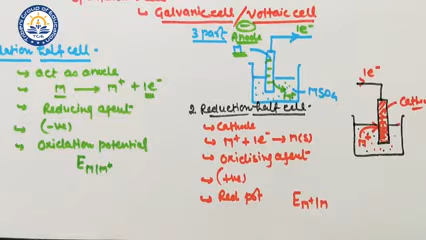 Galvanic cell / Voltaic cell
3 part
Anode
1e⁻
lation Half cell
→ act as anode
→ M → M⁺ + 1e⁻
→ Reducing agent
→ (-ve)
→ Oxidation potential
E M/M⁺
MSO₄
2 Reduction half cell
→ Cathode
→ M⁺ + 1e⁻ → M(s)
→ Oxidising agent
→ (+ve)
→ Red pot E M⁺/M
1e⁻
Catho
M⁺